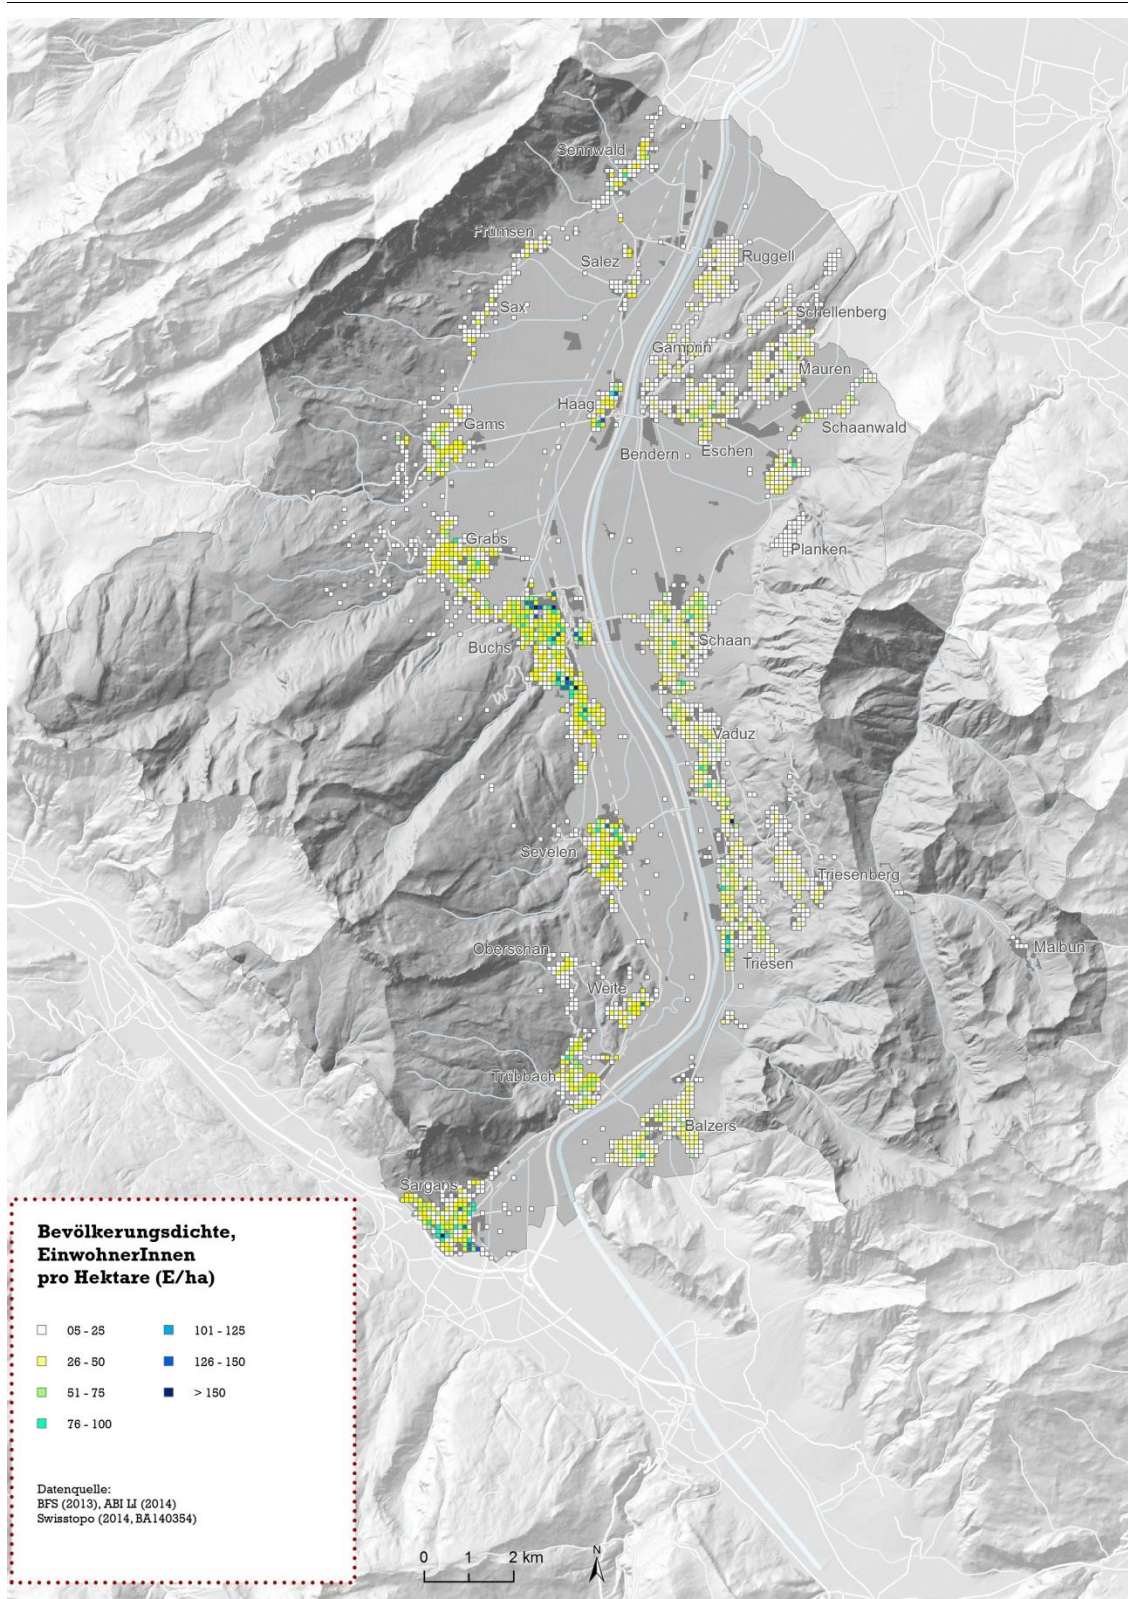 Sennwald
Frümsen
Salez
Ruggell
Sax
Schellenberg
Gamprin
Mauren
Haag
Gams
Schaanwald
Bendern
Eschen
Grabs
Planken
Buchs
Schaan
Vaduz
Sevelen
Triesenberg
Oberschan
Malbun
Triesen
Weite
Trübbach
Balzers
Sargans
Bevölkerungsdichte,
EinwohnerInnen
pro Hektare (E/ha)
05 - 25
101 - 125
26 - 50
126 - 150
51 - 75
> 150
76 - 100
Datenquelle:
BFS (2013), ABI LI (2014)
Swisstopo (2014, BA140354)
0 1 2 km
N